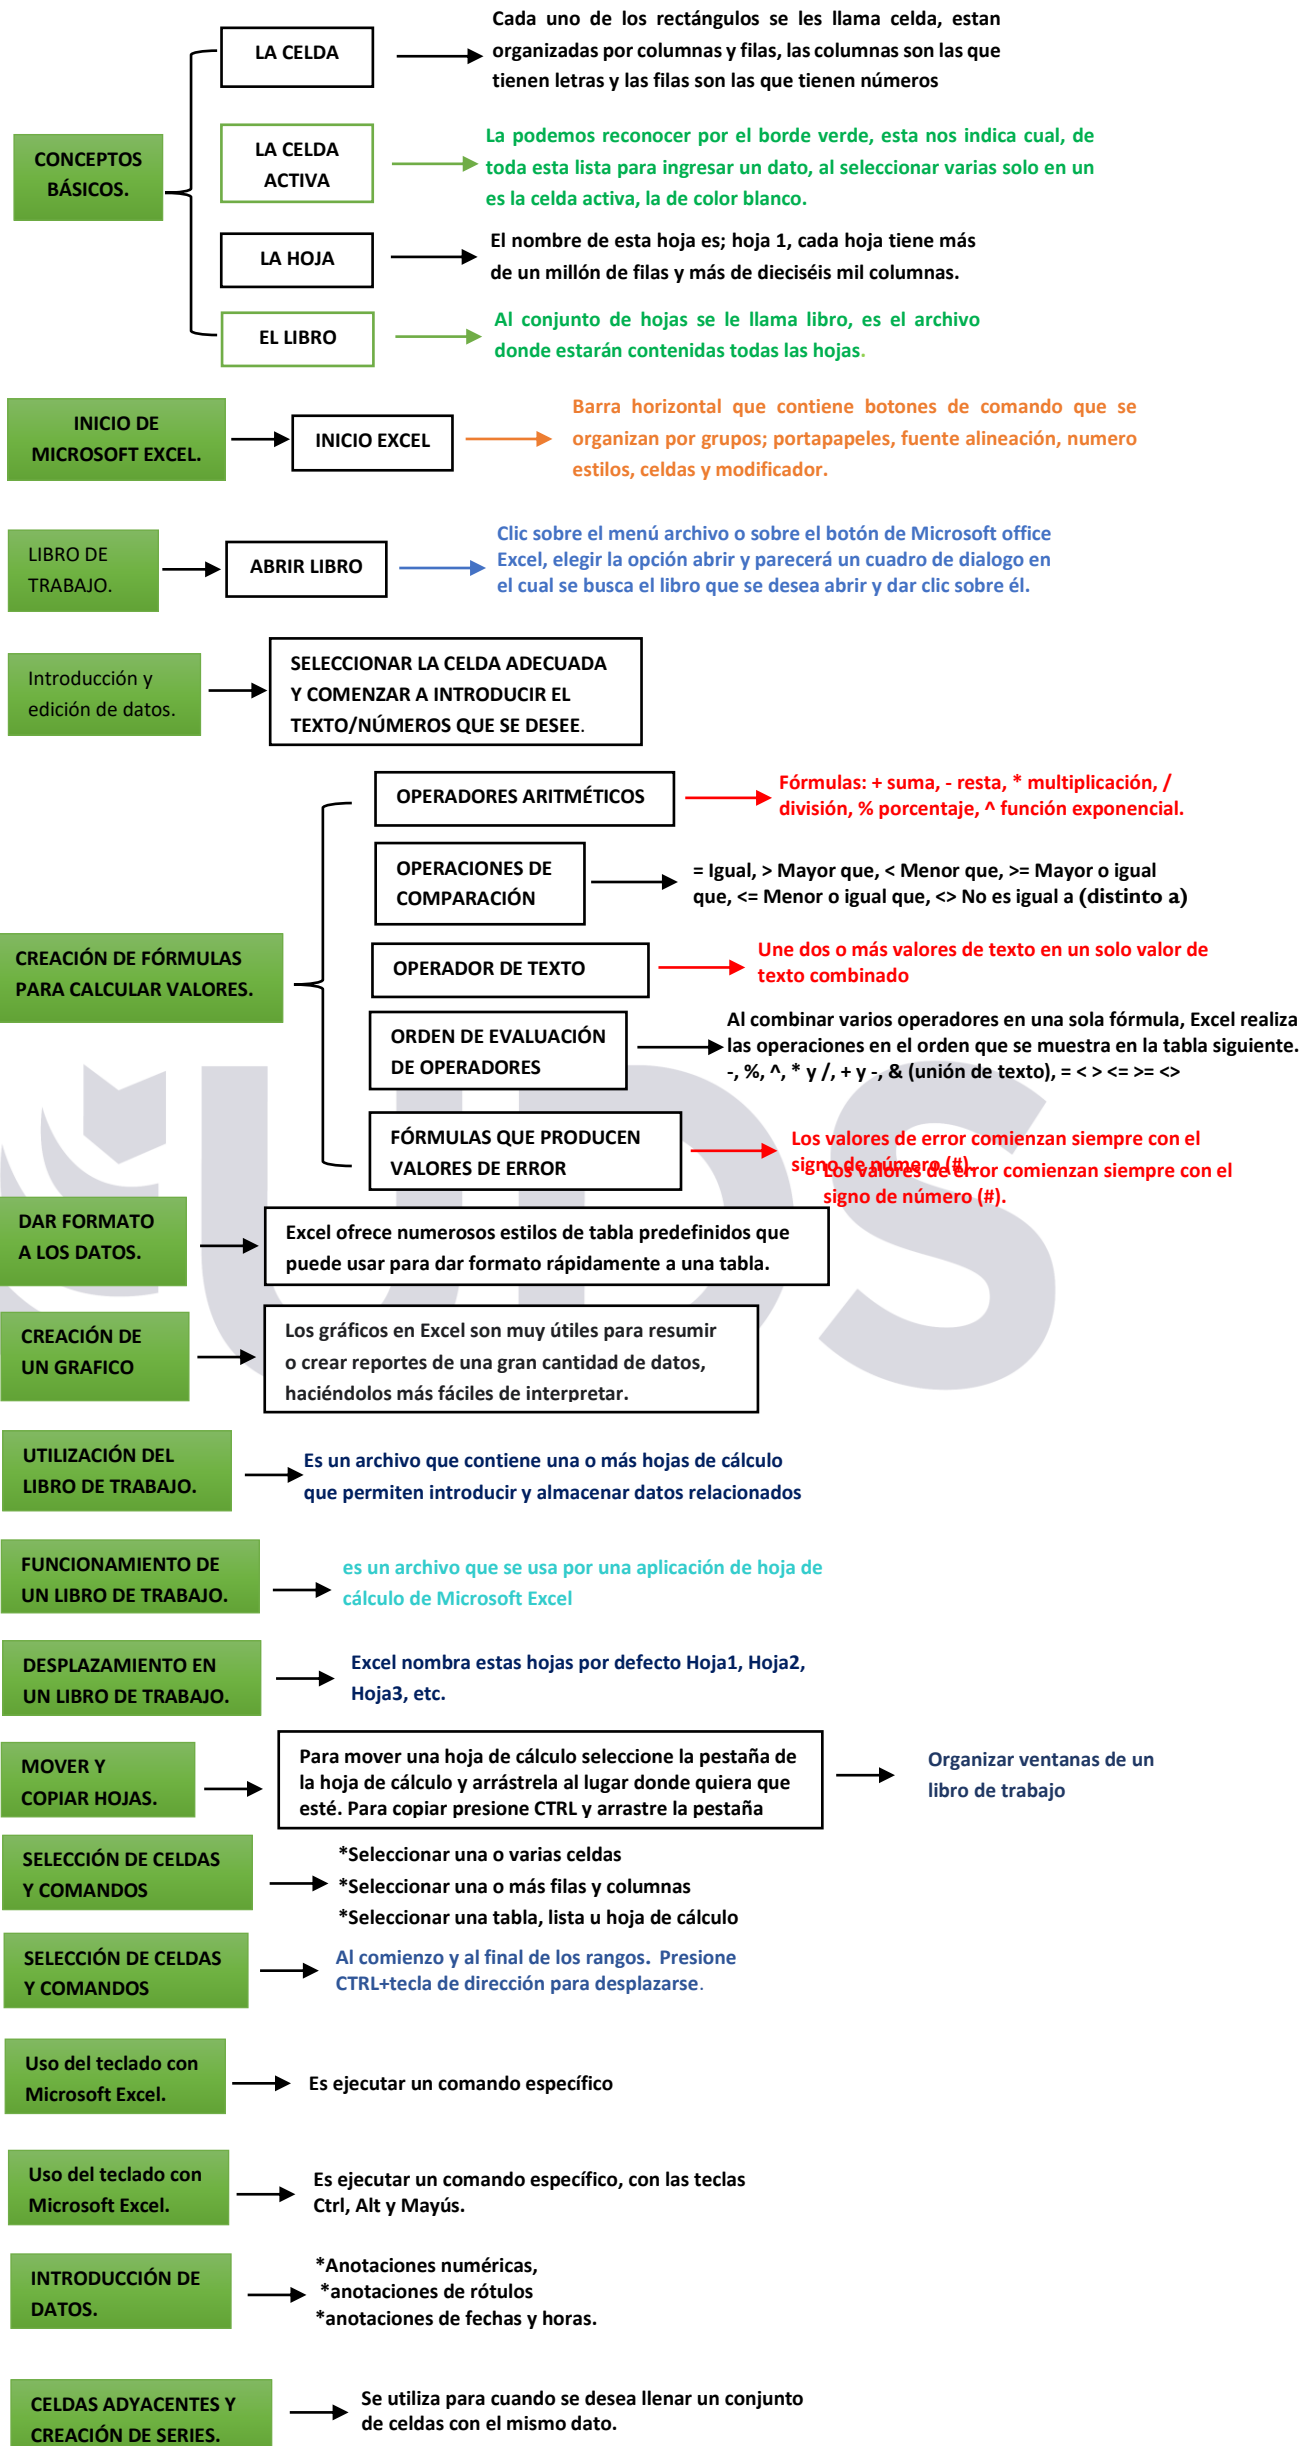 CONCEPTOS
BÁSICOS.
LA CELDA
Cada uno de los rectángulos se les llama celda, estan
organizadas por columnas y filas, las columnas son las que
tienen letras y las filas son las que tienen números
LA CELDA
ACTIVA
La podemos reconocer por el borde verde, esta nos indica cual, de
toda esta lista para ingresar un dato, al seleccionar varias solo en un
es la celda activa, la de color blanco.
LA HOJA
El nombre de esta hoja es; hoja 1, cada hoja tiene más
de un millón de filas y más de dieciséis mil columnas.
EL LIBRO
Al conjunto de hojas se le llama libro, es el archivo
donde estarán contenidas todas las hojas.
INICIO DE
MICROSOFT EXCEL.
INICIO EXCEL
Barra horizontal que contiene botones de comando que se
organizan por grupos; portapapeles, fuente alineación, numero
estilos, celdas y modificador.
LIBRO DE
TRABAJO.
ABRIR LIBRO
Clic sobre el menú archivo o sobre el botón de Microsoft office
Excel, elegir la opción abrir y parecerá un cuadro de dialogo en
el cual se busca el libro que se desea abrir y dar clic sobre él.
Introducción y
edición de datos.
SELECCIONAR LA CELDA ADECUADA
Y COMENZAR A INTRODUCIR EL
TEXTO/NÚMEROS QUE SE DESEE.
CREACIÓN DE FÓRMULAS
PARA CALCULAR VALORES.
OPERADORES ARITMÉTICOS
Fórmulas: + suma, - resta, * multiplicación, /
división, % porcentaje, ^ función exponencial.
OPERACIONES DE
COMPARACIÓN
= Igual, > Mayor que, < Menor que, >= Mayor o igual
que, <= Menor o igual que, <> No es igual a (distinto a)
OPERADOR DE TEXTO
Une dos o más valores de texto en un solo valor de
texto combinado
ORDEN DE EVALUACIÓN
DE OPERADORES
Al combinar varios operadores en una sola fórmula, Excel realiza
las operaciones en el orden que se muestra en la tabla siguiente.
-, %, ^, * y /, + y -, & (unión de texto), = < > <= >= <>
FÓRMULAS QUE PRODUCEN
VALORES DE ERROR
Los valores de error comienzan siempre con el
signo de número (#).
Los valores de error comienzan siempre con el
signo de número (#).
UDS
DAR FORMATO
A LOS DATOS.
Excel ofrece numerosos estilos de tabla predefinidos que
puede usar para dar formato rápidamente a una tabla.
CREACIÓN DE
UN GRAFICO
Los gráficos en Excel son muy útiles para resumir
o crear reportes de una gran cantidad de datos,
haciéndolos más fáciles de interpretar.
UTILIZACIÓN DEL
LIBRO DE TRABAJO.
Es un archivo que contiene una o más hojas de cálculo
que permiten introducir y almacenar datos relacionados
FUNCIONAMIENTO DE
UN LIBRO DE TRABAJO.
es un archivo que se usa por una aplicación de hoja de
cálculo de Microsoft Excel
DESPLAZAMIENTO EN
UN LIBRO DE TRABAJO.
Excel nombra estas hojas por defecto Hoja1, Hoja2,
Hoja3, etc.
MOVER Y
COPIAR HOJAS.
Para mover una hoja de cálculo seleccione la pestaña de
la hoja de cálculo y arrástrela al lugar donde quiera que
esté. Para copiar presione CTRL y arrastre la pestaña
Organizar ventanas de un
libro de trabajo
SELECCIÓN DE CELDAS
Y COMANDOS
*Seleccionar una o varias celdas
*Seleccionar una o más filas y columnas
*Seleccionar una tabla, lista u hoja de cálculo
SELECCIÓN DE CELDAS
Y COMANDOS
Al comienzo y al final de los rangos. Presione
CTRL+tecla de dirección para desplazarse.
Uso del teclado con
Microsoft Excel.
Es ejecutar un comando específico
Uso del teclado con
Microsoft Excel.
Es ejecutar un comando específico, con las teclas
Ctrl, Alt y Mayús.
INTRODUCCIÓN DE
DATOS.
*Anotaciones numéricas,
*anotaciones de rótulos
*anotaciones de fechas y horas.
CELDAS ADYACENTES Y
CREACIÓN DE SERIES.
Se utiliza para cuando se desea llenar un conjunto
de celdas con el mismo dato.